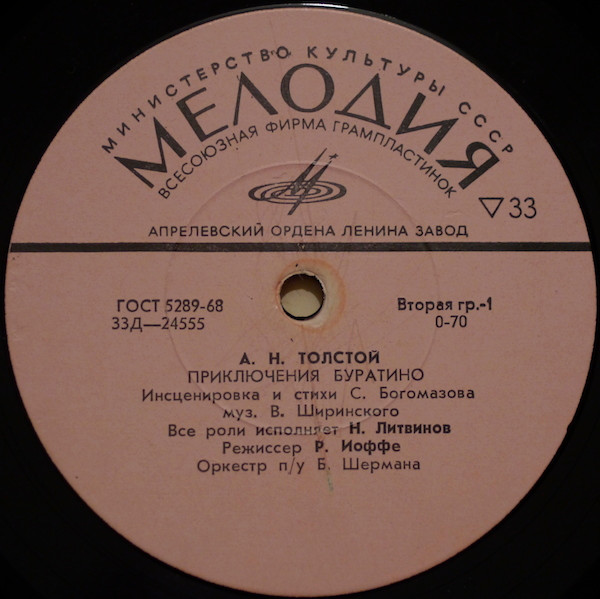 МИНИСТЕРСТВО КУЛЬТУРЫ СССР
МЕЛОДИЯ
ВСЕСОЮЗНАЯ ФИРМА ГРАМПЛАСТИНОК
▽33
АПРЕЛЕВСКИЙ ОРДЕНА ЛЕНИНА ЗАВОД
ГОСТ 5289-68
33Д—24555
Вторая гр.-1
0-70
А. Н. ТОЛСТОЙ
ПРИКЛЮЧЕНИЯ БУРАТИНО
Инсценировка и стихи С. Богомазова
муз. В. Ширинского
Все роли исполняет Н. Литвинов
Режиссер Р. Иоффе
Оркестр п/у Б. Шермана